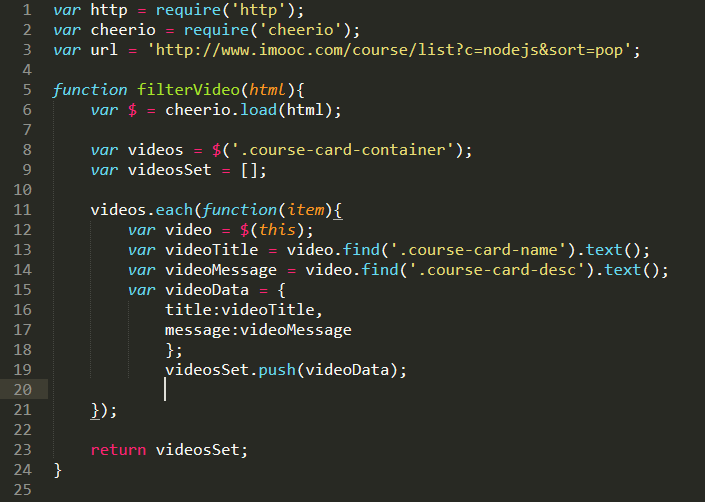 1 var http = require('http');
2 var cheerio = require('cheerio');
3 var url = 'http://www.imooc.com/course/list?c=nodejs&sort=pop';
4
5 function filterVideo(html){
6     var $ = cheerio.load(html);
7
8     var videos = $('.course-card-container');
9     var videosSet = [];
10
11     videos.each(function(item){
12         var video = $(this);
13         var videoTitle = video.find('.course-card-name').text();
14         var videoMessage = video.find('.course-card-desc').text();
15         var videoData = {
16             title:videoTitle,
17             message:videoMessage
18             };
19             videosSet.push(videoData);
20
21     });
22
23     return videosSet;
24 }
25